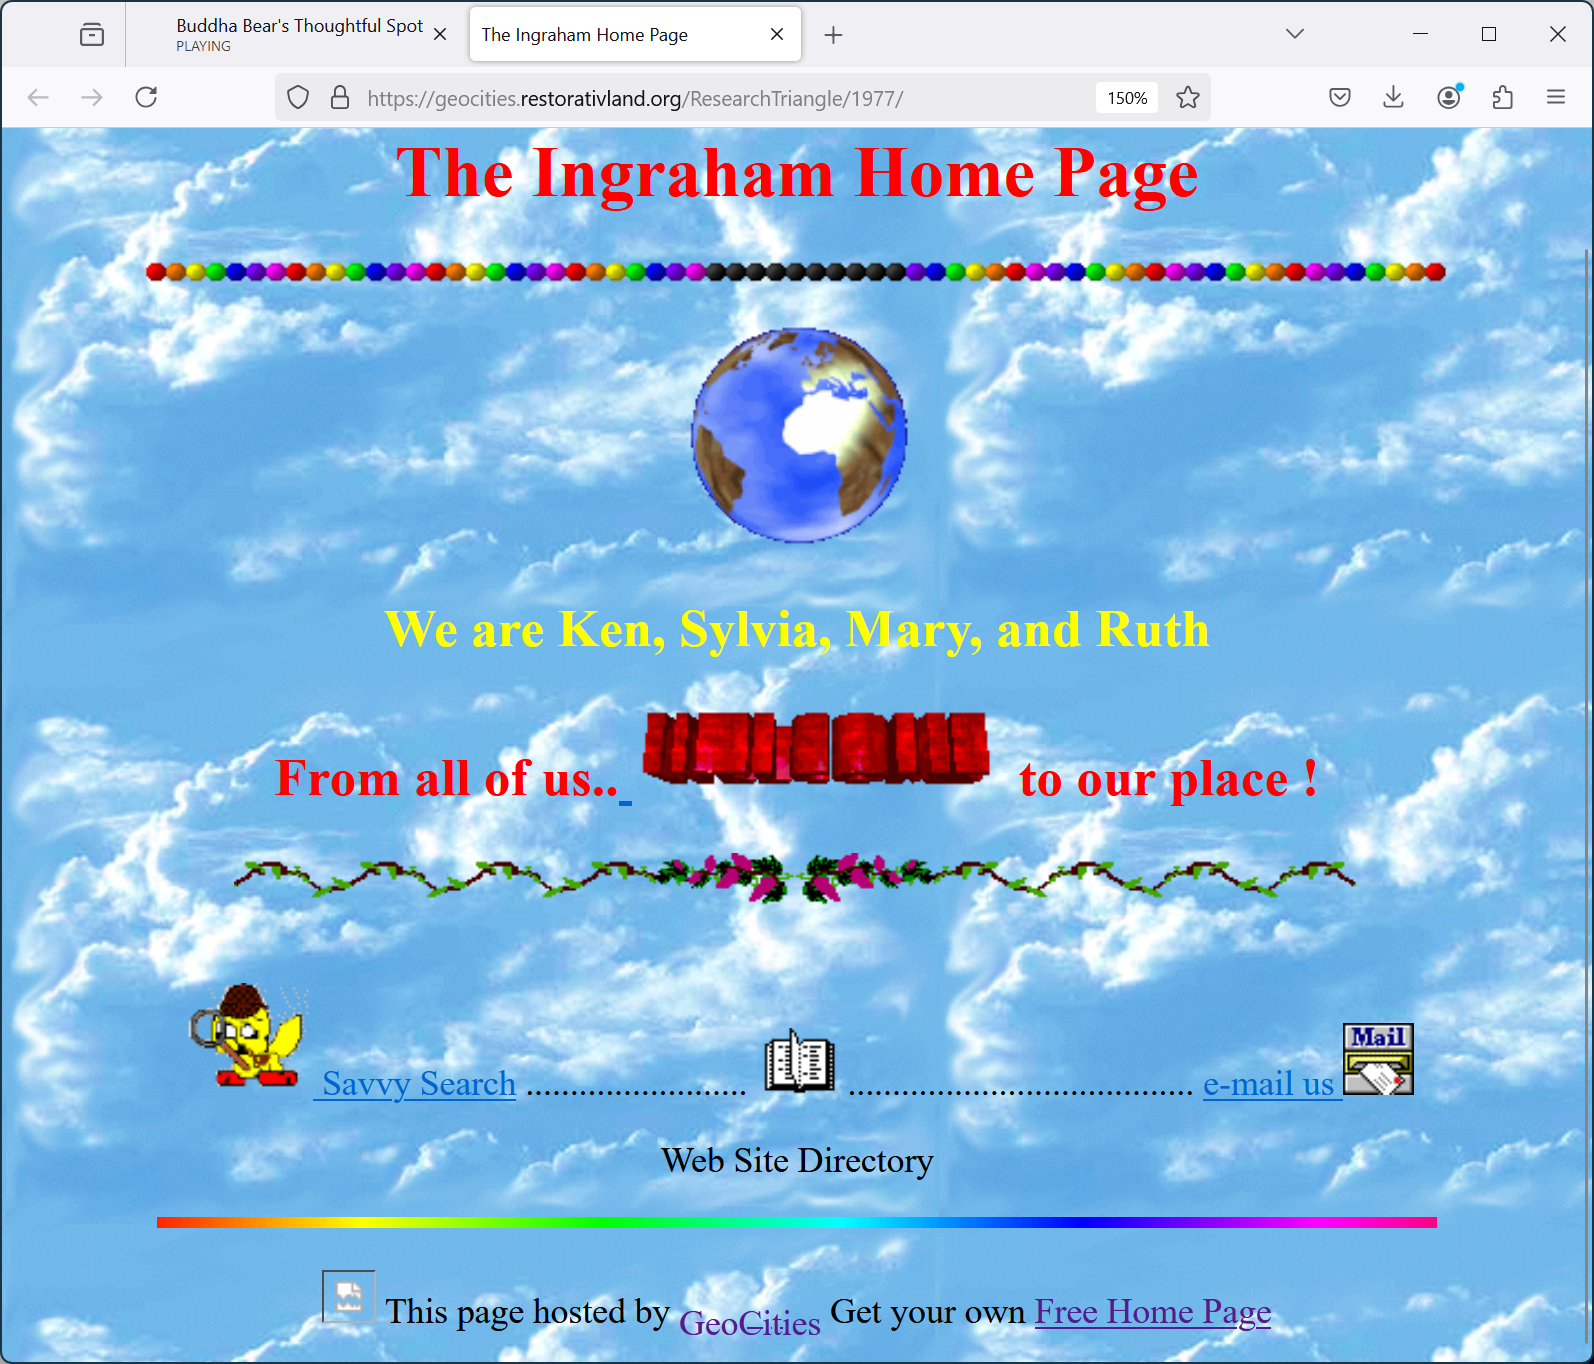 Buddha Bear's Thoughtful Spot
PLAYING
The Ingraham Home Page
https://geocities.restorativland.org/ResearchTriangle/1977/
150%
The Ingraham Home Page
We are Ken, Sylvia, Mary, and Ruth
From all of us.. to our place !
Mail
Savvy Search ......................... ....................................... e-mail us
Web Site Directory
This page hosted by GeoCities Get your own Free Home Page